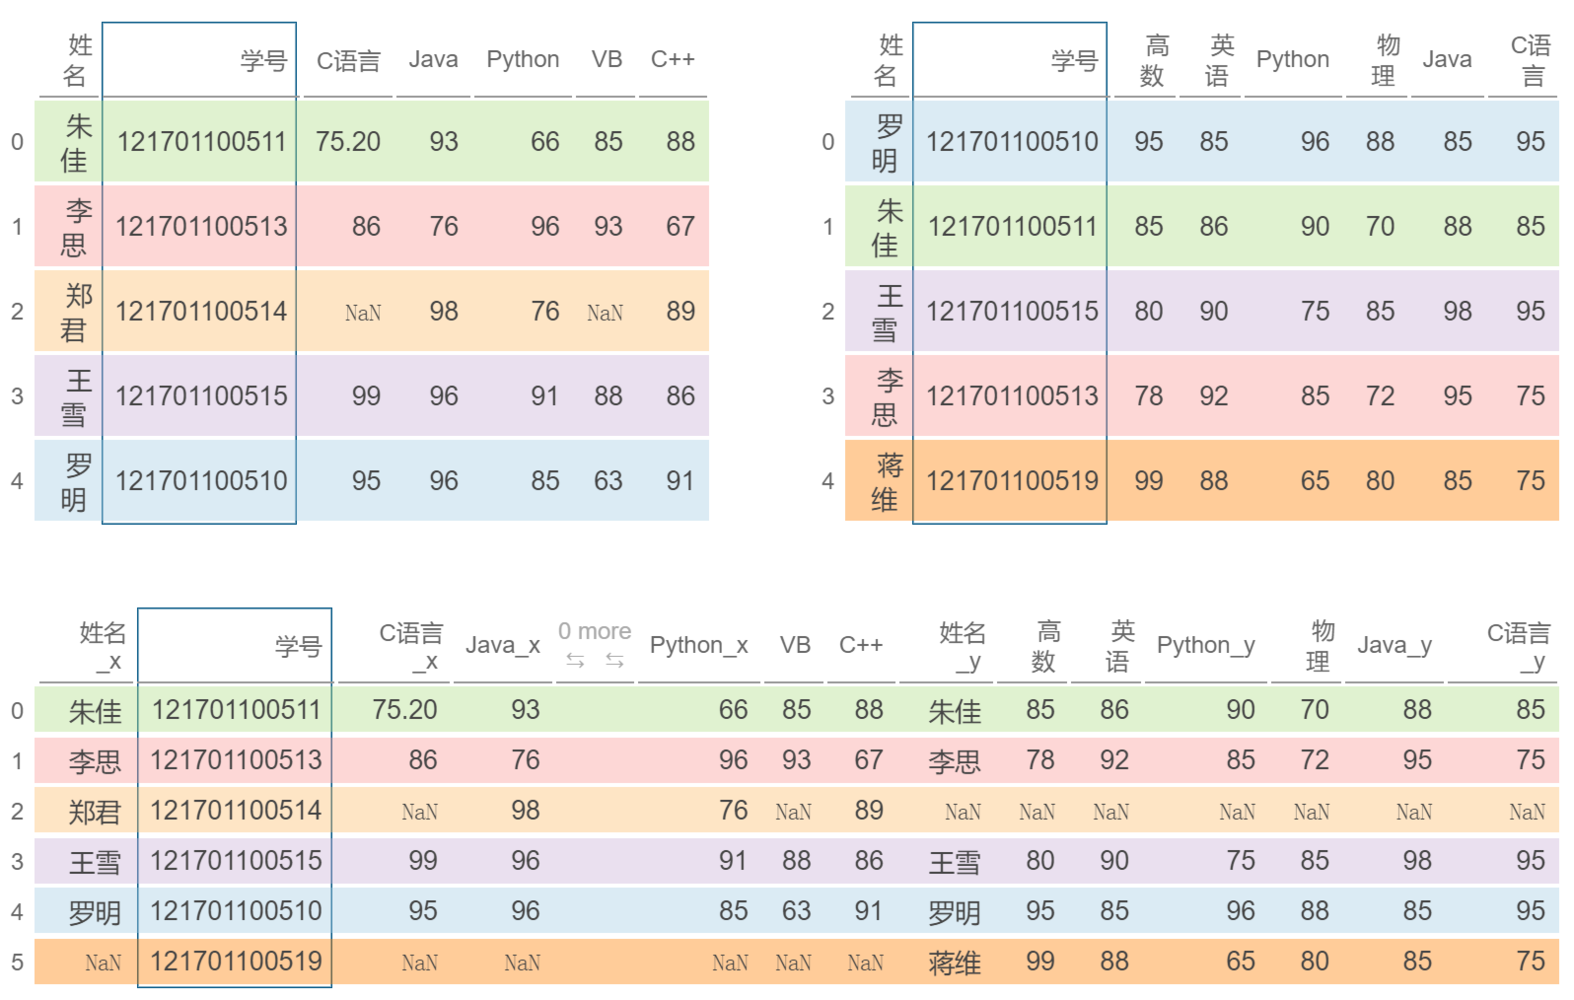 姓名 学号 C语言 Java Python VB C++
0 朱佳 121701100511 75.20 93 66 85 88
1 李思 121701100513 86 76 96 93 67
2 郑君 121701100514 NaN 98 76 NaN 89
3 王雪 121701100515 99 96 91 88 86
4 罗明 121701100510 95 96 85 63 91
姓名 学号 高数 英语 Python 物理 Java C语言
0 罗明 121701100510 95 85 96 88 85 95
1 朱佳 121701100511 85 86 90 70 88 85
2 王雪 121701100515 80 90 75 85 98 95
3 李思 121701100513 78 92 85 72 95 75
4 蒋维 121701100519 99 88 65 80 85 75
姓名_x 学号 C语言_x Java_x 0 more Python_x VB C++ 姓名_y 高数 英语 Python_y 物理 Java_y C语言_y
0 朱佳 121701100511 75.20 93 66 85 88 朱佳 85 86 90 70 88 85
1 李思 121701100513 86 76 96 93 67 李思 78 92 85 72 95 75
2 郑君 121701100514 NaN 98 76 NaN 89 NaN NaN NaN NaN NaN NaN NaN
3 王雪 121701100515 99 96 91 88 86 王雪 80 90 75 85 98 95
4 罗明 121701100510 95 96 85 63 91 罗明 95 85 96 88 85 95
5 NaN 121701100519 NaN NaN NaN NaN NaN 蒋维 99 88 65 80 85 75